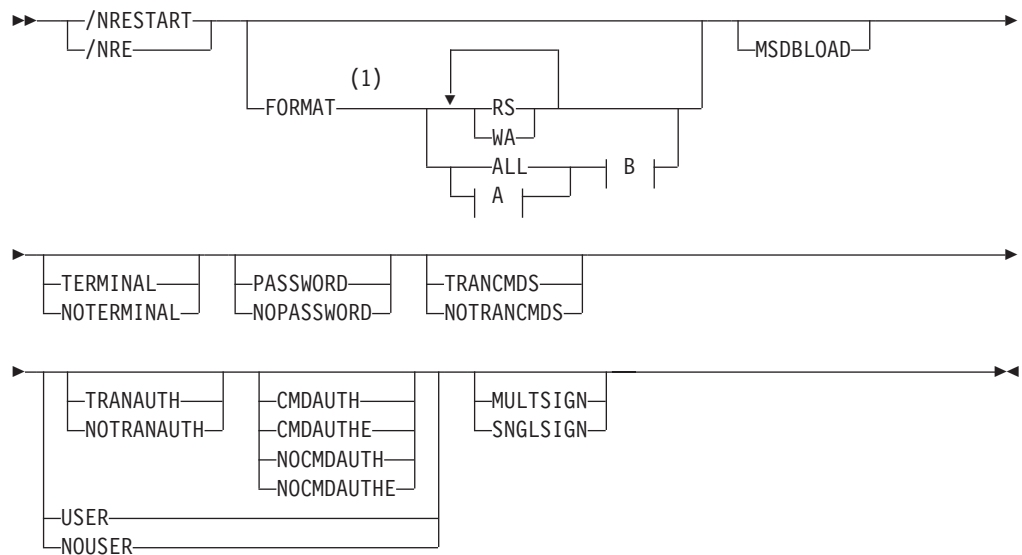 /NRESTART
/NRE
MSDBLOAD
(1)
FORMAT
RS
WA
ALL
B
A
TERMINAL
NOTERMINAL
PASSWORD
NOPASSWORD
TRANCMDS
NOTRANCMDS
TRANAUTH
NOTRANAUTH
CMDAUTH
CMDAUTHE
NOCMDAUTH
NOCMDAUTHE
MULTSIGN
SNGLSIGN
USER
NOUSER